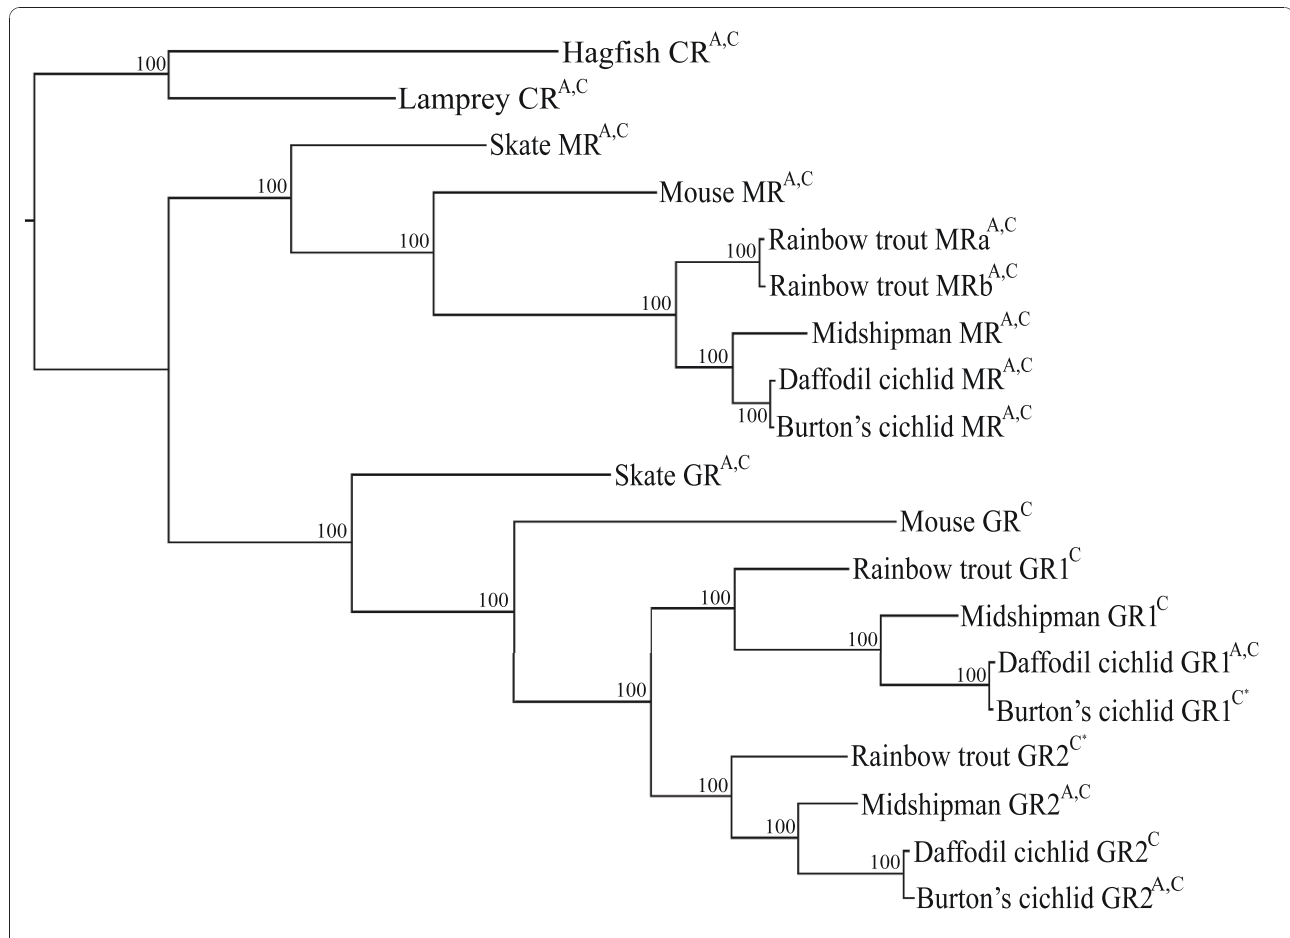 100
Hagfish CR^A,C
Lamprey CR^A,C
Skate MR^A,C
100
Mouse MR^A,C
100
Rainbow trout MRa^A,C
100
Rainbow trout MRb^A,C
100
Midshipman MR^A,C
100
Daffodil cichlid MR^A,C
100
Burton's cichlid MR^A,C
Skate GR^A,C
100
Mouse GR^C
100
Rainbow trout GR1^C
100
Midshipman GR1^C
100
Daffodil cichlid GR1^A,C
100
Burton's cichlid GR1^C*
100
Rainbow trout GR2^C*
100
Midshipman GR2^A,C
100
Daffodil cichlid GR2^C
100
Burton's cichlid GR2^A,C